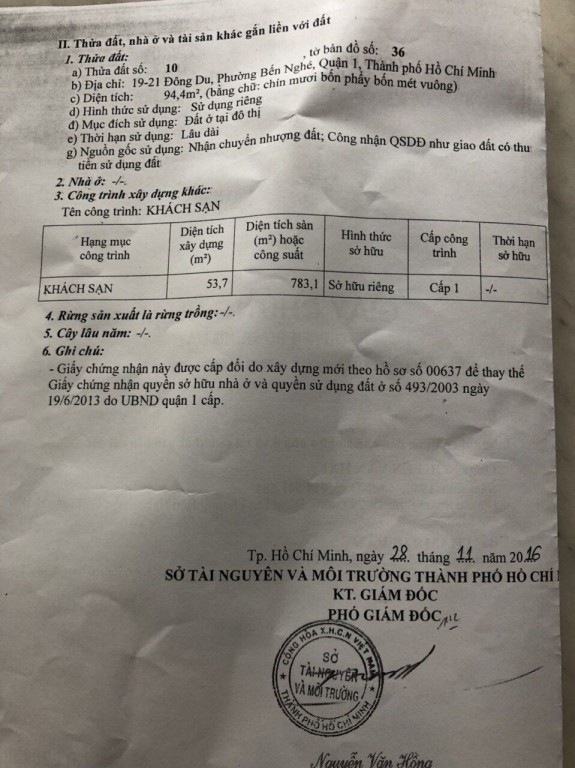 II. Thửa đất, nhà ở và tài sản khác gắn liền với đất
1. Thửa đất:
a) Thửa đất số: 10 , tờ bản đồ số: 36
b) Địa chỉ: 19-21 Đông Du, Phường Bến Nghé, Quận 1, Thành phố Hồ Chí Minh
c) Diện tích: 94,4m², (bằng chữ: chín mươi bốn phẩy bốn mét vuông)
d) Hình thức sử dụng: Sử dụng riêng
đ) Mục đích sử dụng: Đất ở tại đô thị
e) Thời hạn sử dụng: Lâu dài
g) Nguồn gốc sử dụng: Nhận chuyển nhượng đất; Công nhận QSDĐ như giao đất có thu
tiền sử dụng đất
2. Nhà ở: -/-.
3. Công trình xây dựng khác:
Tên công trình: KHÁCH SẠN
Hạng mục công trình | Diện tích xây dựng (m²) | Diện tích sàn (m²) hoặc công suất | Hình thức sở hữu | Cấp công trình | Thời hạn sở hữu
KHÁCH SẠN | 53,7 | 783,1 | Sở hữu riêng | Cấp 1 | -/-
4. Rừng sản xuất là rừng trồng:-/-.
5. Cây lâu năm: -/-.
6. Ghi chú:
- Giấy chứng nhận này được cấp đổi do xây dựng mới theo hồ sơ số 00637 để thay thế
Giấy chứng nhận quyền sở hữu nhà ở và quyền sử dụng đất ở số 493/2003 ngày
19/6/2013 do UBND quận 1 cấp.
Tp. Hồ Chí Minh, ngày 28 tháng 11 năm 2016
SỞ TÀI NGUYÊN VÀ MÔI TRƯỜNG THÀNH PHỐ HỒ CHÍ
KT. GIÁM ĐỐC
PHÓ GIÁM ĐỐC
CỘNG HÒA X.H.C.N VIỆT NAM
SỞ
TÀI NGUYÊN
VÀ MÔI TRƯỜNG
THÀNH PHỐ HỒ CHÍ MINH
Nguyễn Văn Hồng